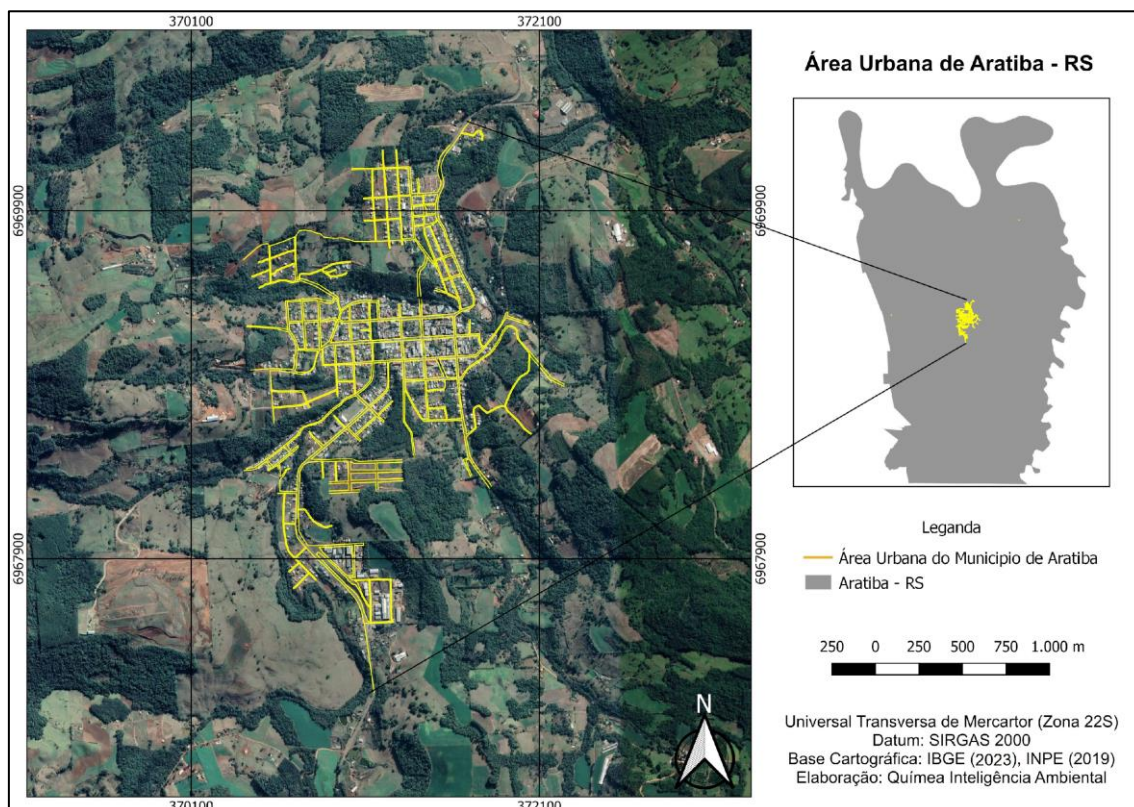 370100
372100
6969900
6969900
6967900
6967900
370100
372100
N
Área Urbana de Aratiba - RS
Leganda
Área Urbana do Municipio de Aratiba
Aratiba - RS
250 0 250 500 750 1.000 m
Universal Transversa de Mercartor (Zona 22S)
Datum: SIRGAS 2000
Base Cartográfica: IBGE (2023), INPE (2019)
Elaboração: Químea Inteligência Ambiental